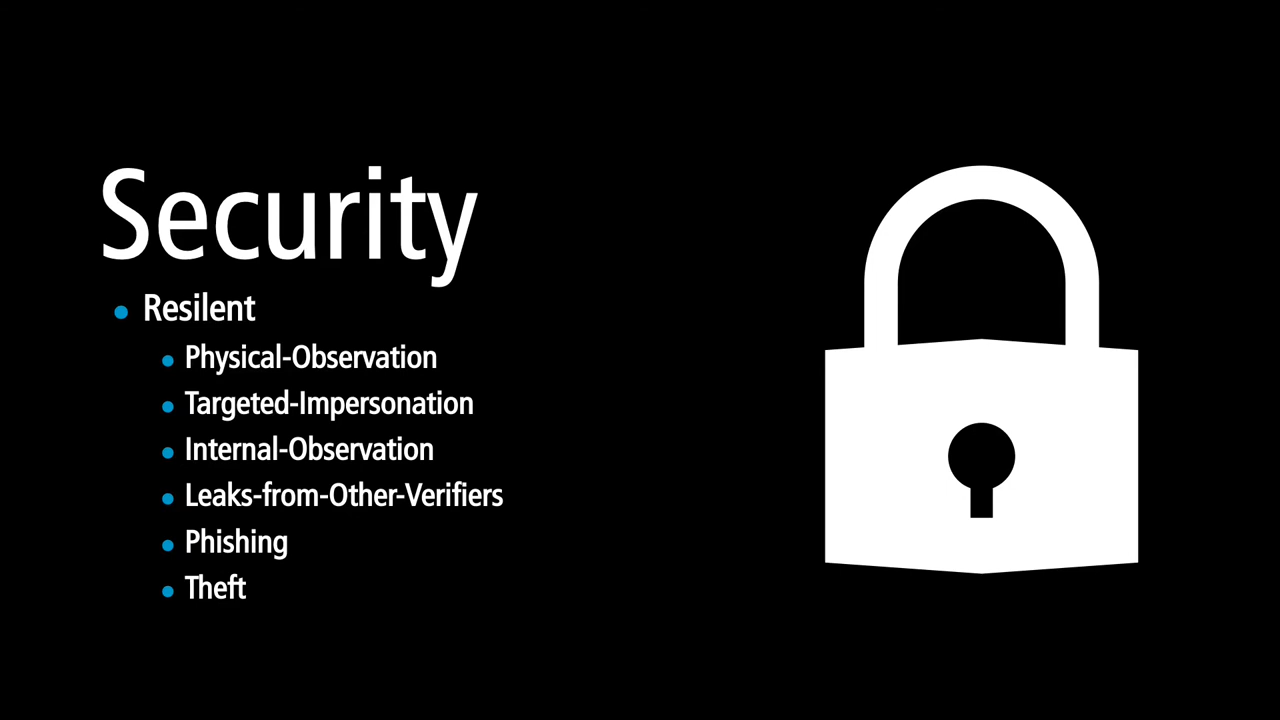 Security
Resilent
Physical-Observation
Targeted-Impersonation
Internal-Observation
Leaks-from-Other-Verifiers
Phishing
Theft